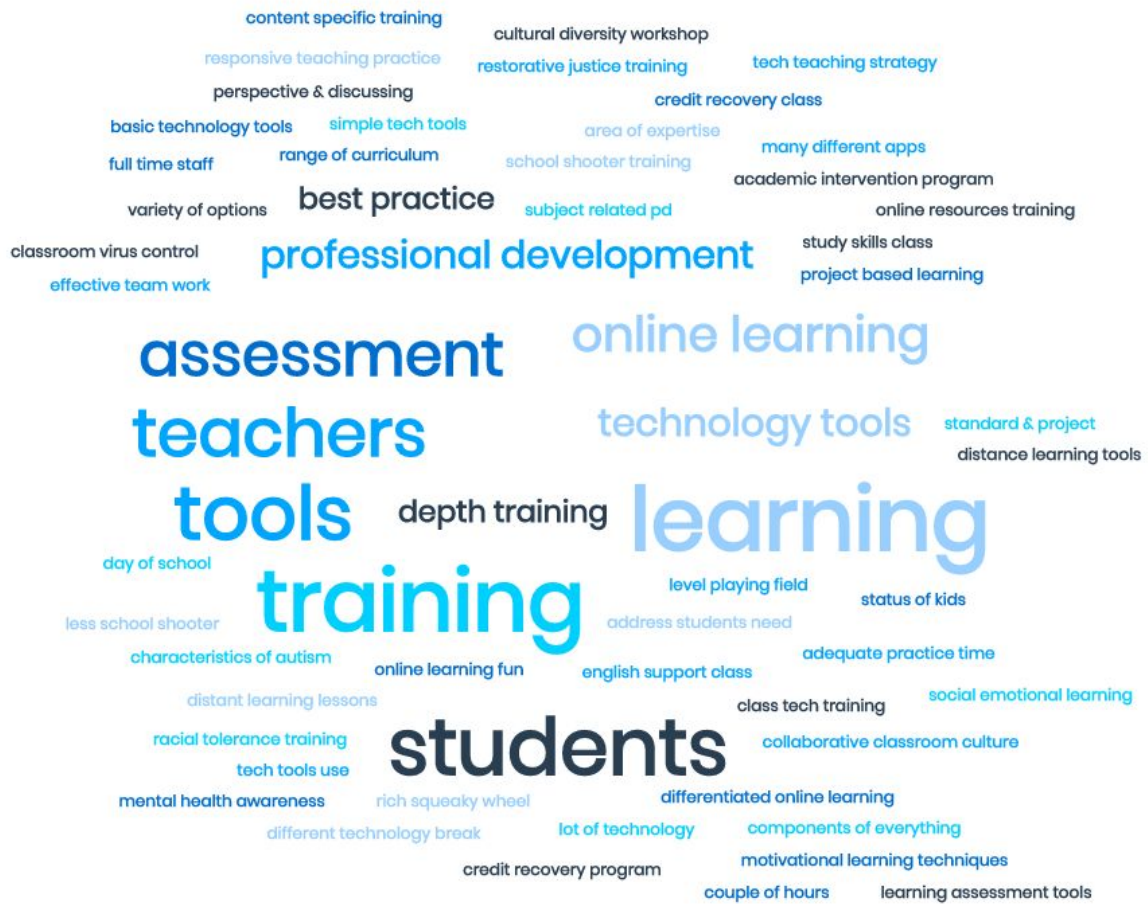 content specific training
cultural diversity workshop
responsive teaching practice
restorative justice training
tech teaching strategy
perspective & discussing
credit recovery class
basic technology tools
simple tech tools
area of expertise
many different apps
full time staff
range of curriculum
school shooter training
academic intervention program
variety of options
best practice
subject related pd
online resources training
classroom virus control
professional development
study skills class
effective team work
project based learning
assessment
online learning
teachers
technology tools
standard & project
distance learning tools
tools
depth training
learning
day of school
training
level playing field
status of kids
less school shooter
address students need
characteristics of autism
online learning fun
english support class
adequate practice time
distant learning lessons
class tech training
social emotional learning
racial tolerance training
students
collaborative classroom culture
tech tools use
mental health awareness
rich squeaky wheel
differentiated online learning
different technology break
lot of technology
components of everything
credit recovery program
motivational learning techniques
couple of hours
learning assessment tools